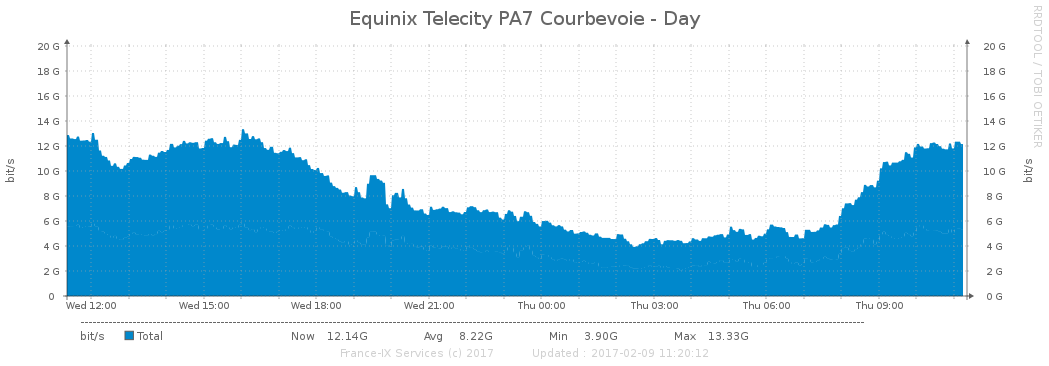 Equinix Telecity PA7 Courbevoie - Day
RRDTOOL / TOBI OETIKER
20 G 20 G
18 G 18 G
16 G 16 G
14 G 14 G
12 G 12 G
10 G 10 G
8 G 8 G
6 G 6 G
4 G 4 G
2 G 2 G
0 0 G
bit/s
bit/s
Wed 12:00 Wed 15:00 Wed 18:00 Wed 21:00 Thu 00:00 Thu 03:00 Thu 06:00 Thu 09:00
bit/s Total Now 12.14G Avg 8.22G Min 3.90G Max 13.33G
France-IX Services (c) 2017 Updated : 2017-02-09 11:20:12